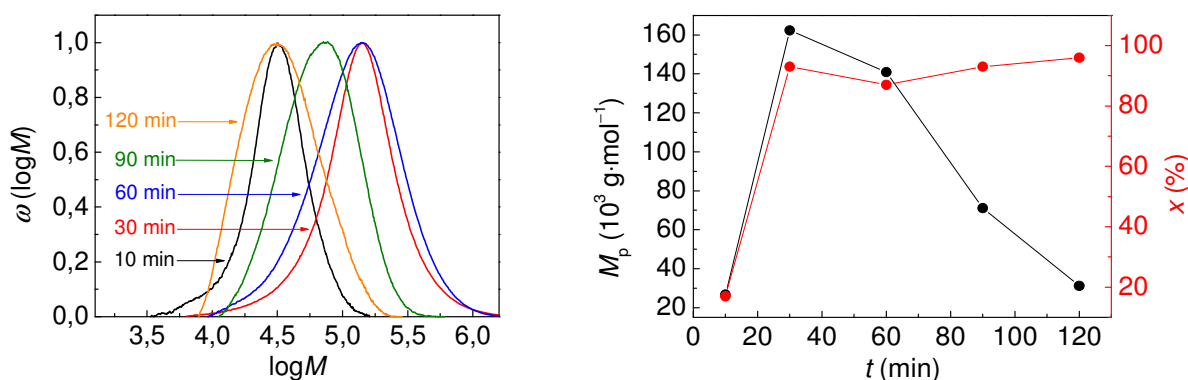 1,0
0,8
0,6
0,4
0,2
0,0
ω (logM)
120 min
90 min
60 min
30 min
10 min
3,5 4,0 4,5 5,0 5,5 6,0
logM
160
140
120
100
80
60
40
20
Mp (10³ g·mol⁻¹)
0 20 40 60 80 100 120
t (min)
100
80
60
40
20
x (%)